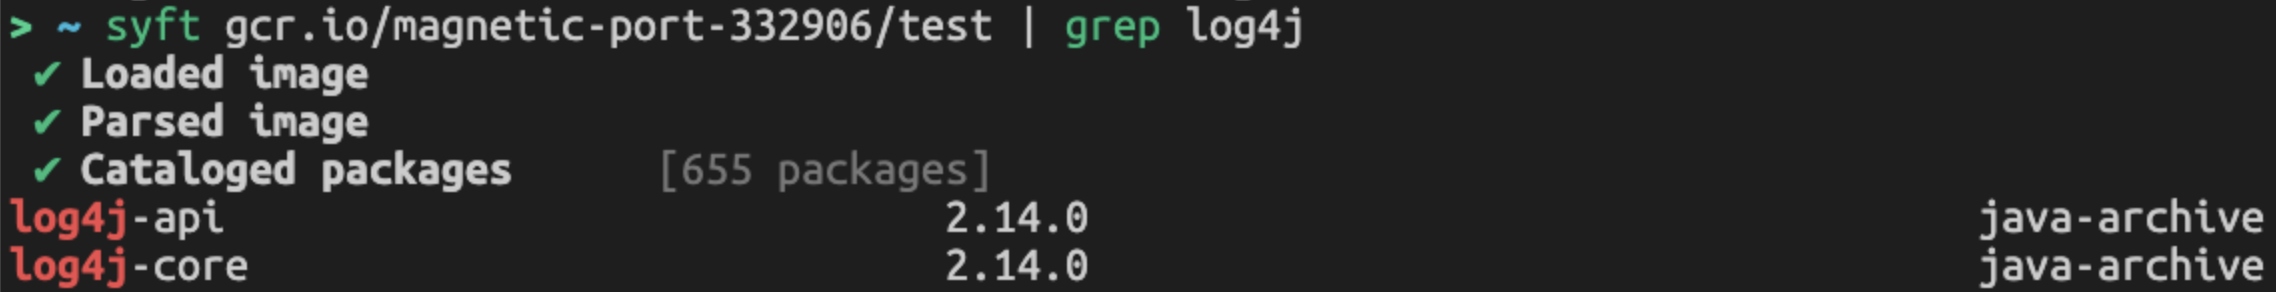 > ~ syft gcr.io/magnetic-port-332906/test | grep log4j
✔ Loaded image
✔ Parsed image
✔ Cataloged packages [655 packages]
log4j-api 2.14.0 java-archive
log4j-core 2.14.0 java-archive